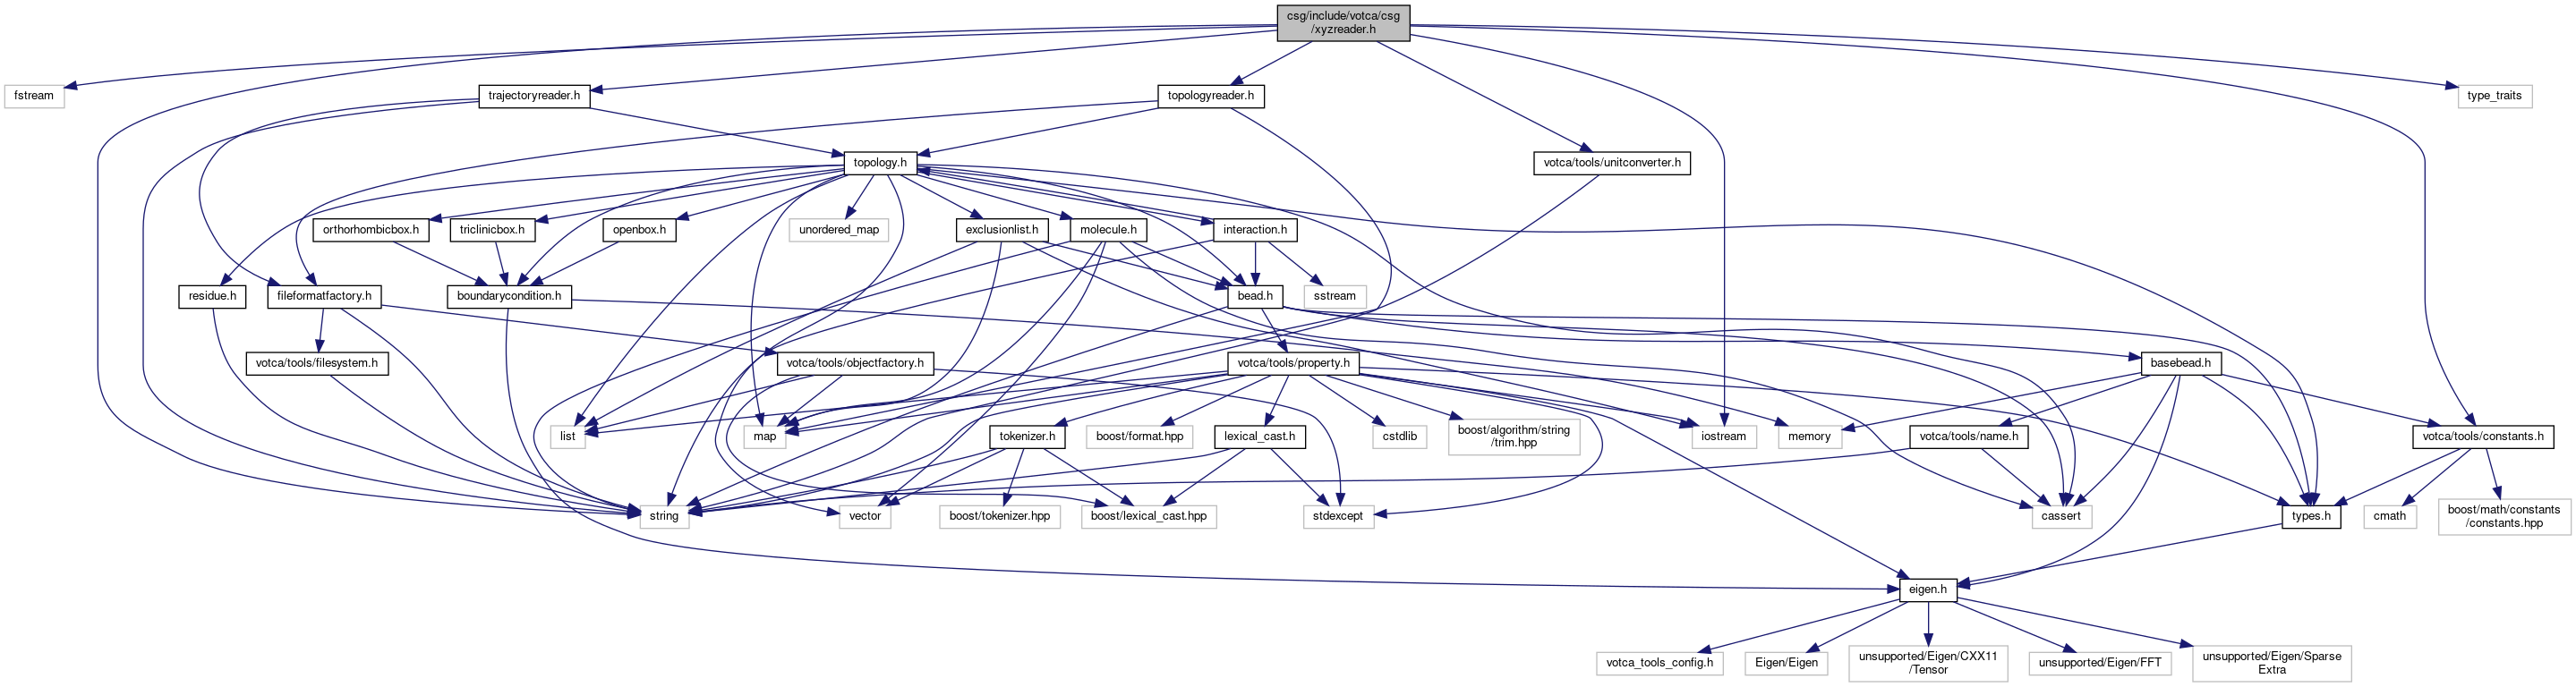 csg/include/votca/csg
/xyzreader.h
fstream
trajectoryreader.h
topologyreader.h
type_traits
topology.h
votca/tools/unitconverter.h
orthorhombicbox.h
triclinicbox.h
openbox.h
unordered_map
exclusionlist.h
molecule.h
interaction.h
residue.h
fileformatfactory.h
boundarycondition.h
bead.h
sstream
votca/tools/filesystem.h
votca/tools/objectfactory.h
votca/tools/property.h
basebead.h
list
map
tokenizer.h
boost/format.hpp
lexical_cast.h
cstdlib
boost/algorithm/string
/trim.hpp
iostream
memory
votca/tools/name.h
votca/tools/constants.h
string
vector
boost/tokenizer.hpp
boost/lexical_cast.hpp
stdexcept
cassert
types.h
cmath
boost/math/constants
/constants.hpp
eigen.h
votca_tools_config.h
Eigen/Eigen
unsupported/Eigen/CXX11
/Tensor
unsupported/Eigen/FFT
unsupported/Eigen/Sparse
Extra